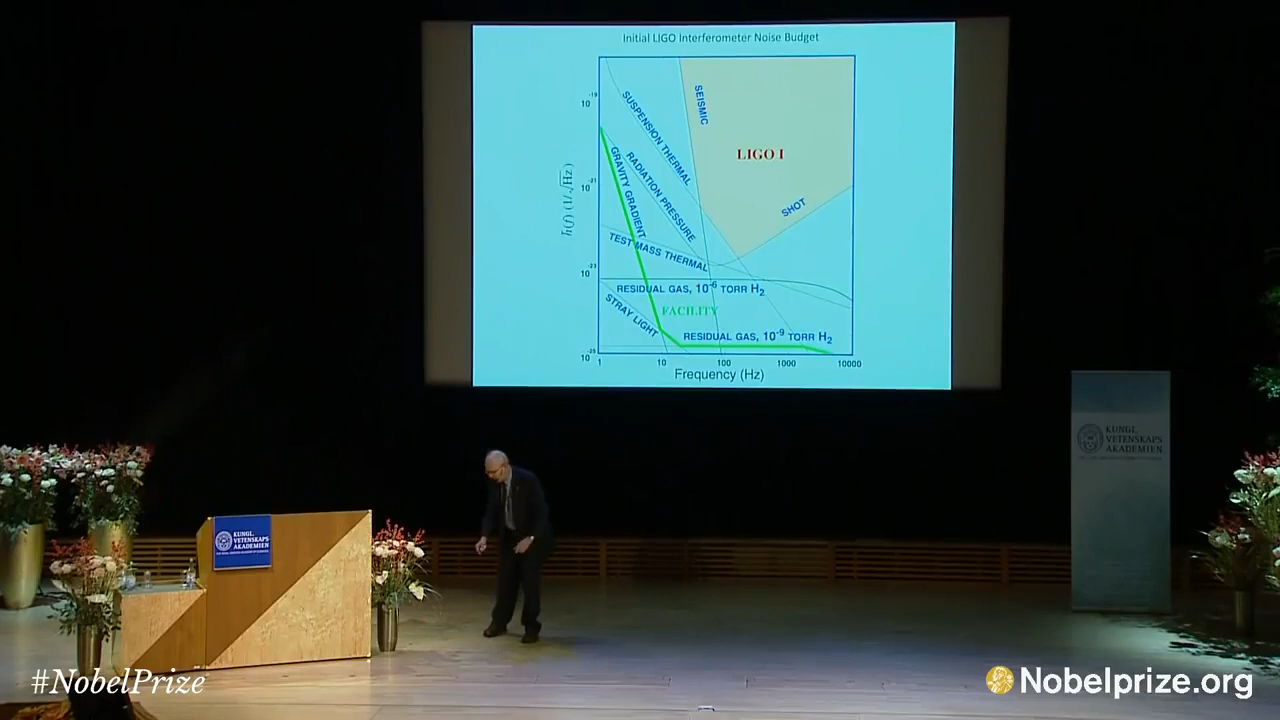 Initial LIGO Interferometer Noise Budget
10⁻¹⁹
10⁻²¹
10⁻²³
10⁻²⁵
h(f) (1/√Hz)
SEISMIC
SUSPENSION THERMAL
LIGO I
RADIATION PRESSURE
GRAVITY GRADIENT
SHOT
TEST MASS THERMAL
RESIDUAL GAS, 10⁻⁶ TORR H₂
STRAY LIGHT
FACILITY
RESIDUAL GAS, 10⁻⁹ TORR H₂
1 10 100 1000 10000
Frequency (Hz)
KUNGL.
VETENSKAPS
AKADEMIEN
KUNGL.
VETENSKAPS
AKADEMIEN
#NobelPrize
Nobelprize.org